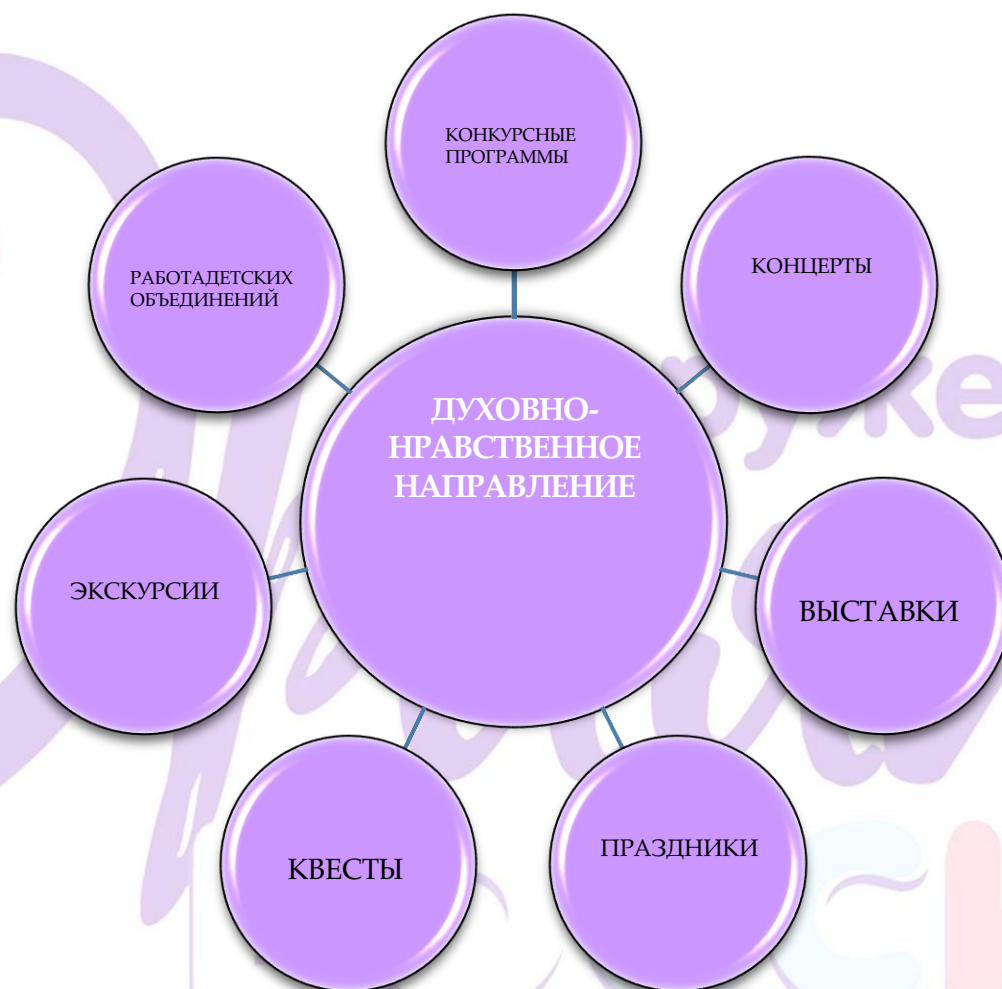 КОНКУРСНЫЕ
ПРОГРАММЫ
КОНЦЕРТЫ
РАБОТАДЕТСКИХ
ОБЪЕДИНЕНИЙ
ДУХОВНО-
НРАВСТВЕННОЕ
НАПРАВЛЕНИЕ
ЭКСКУРСИИ
ВЫСТАВКИ
КВЕСТЫ
ПРАЗДНИКИ